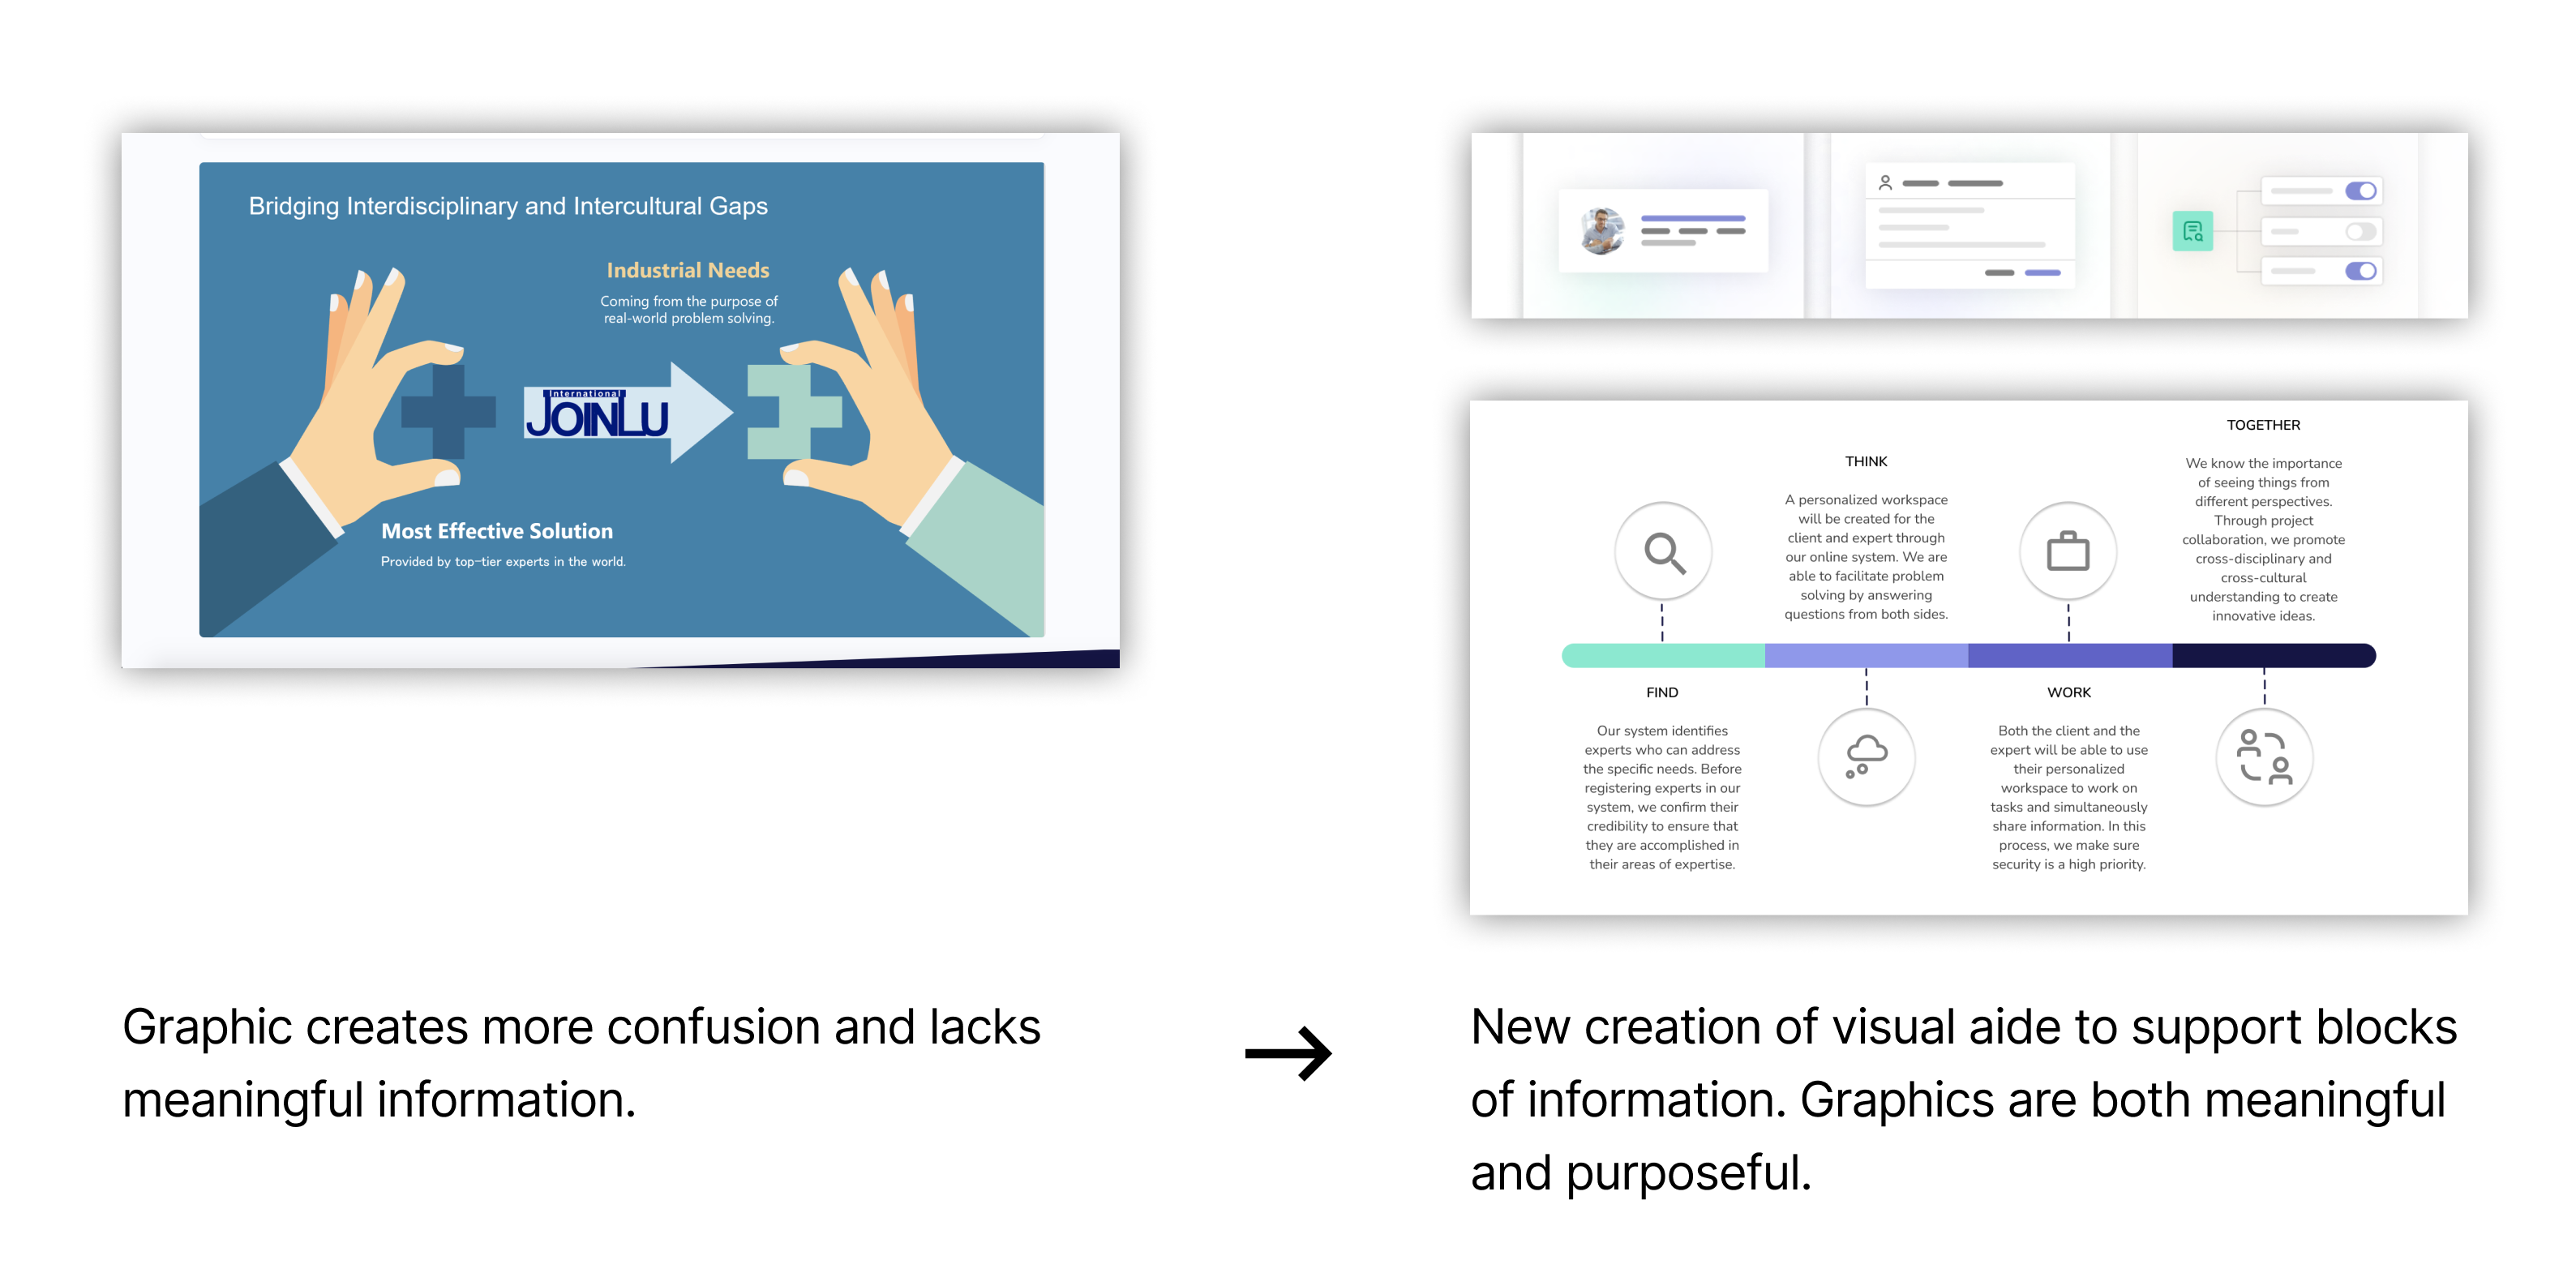 Bridging Interdisciplinary and Intercultural Gaps
Industrial Needs
Coming from the purpose of
real-world problem solving.
International
JOINLU
Most Effective Solution
Provided by top-tier experts in the world.
Graphic creates more confusion and lacks
meaningful information.
FIND
Our system identifies
experts who can address
the specific needs. Before
registering experts in our
system, we confirm their
credibility to ensure that
they are accomplished in
their areas of expertise.
THINK
A personalized workspace
will be created for the
client and expert through
our online system. We are
able to facilitate problem
solving by answering
questions from both sides.
WORK
Both the client and the
expert will be able to use
their personalized
workspace to work on
tasks and simultaneously
share information. In this
process, we make sure
security is a high priority.
TOGETHER
We know the importance
of seeing things from
different perspectives.
Through project
collaboration, we promote
cross-disciplinary and
cross-cultural
understanding to create
innovative ideas.
New creation of visual aide to support blocks
of information. Graphics are both meaningful
and purposeful.